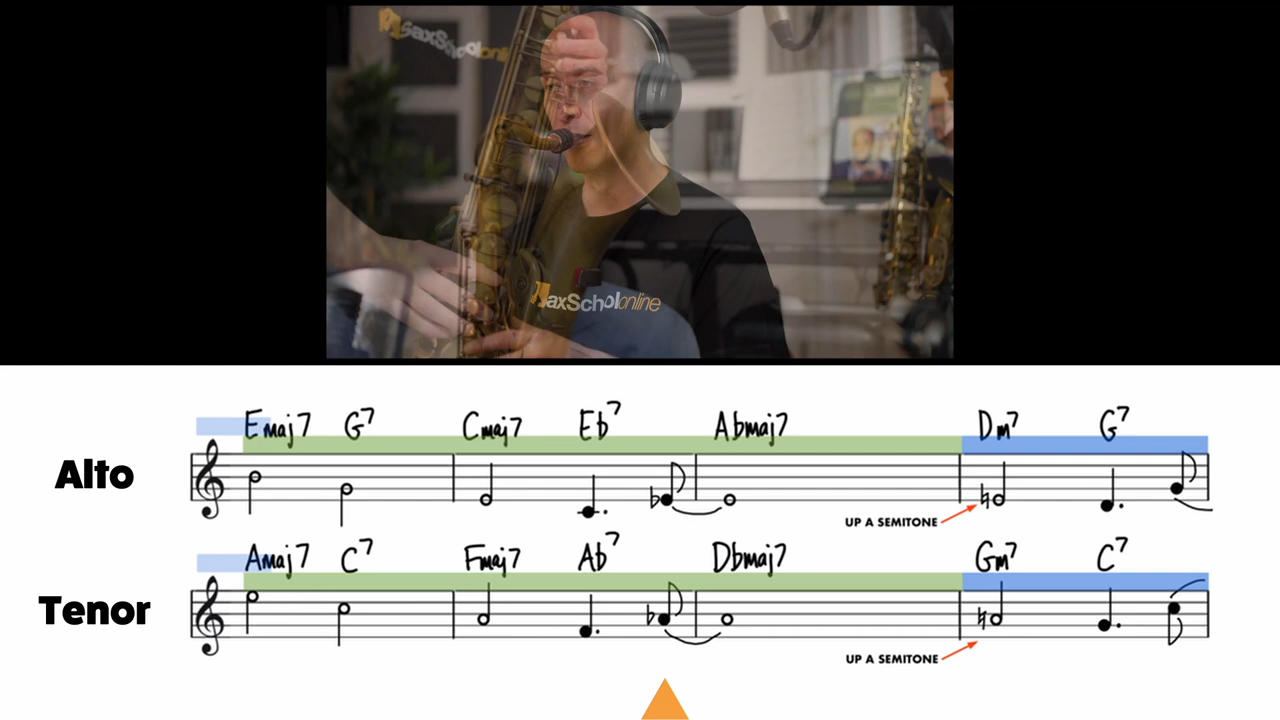 SaxSchoolonline
SaxSchoolonline
Emaj7 G7 Cmaj7 Eb7 Abmaj7 Dm7 G7
Alto
UP A SEMITONE
Amaj7 C7 Fmaj7 Ab7 Dbmaj7 Gm7 C7
Tenor
UP A SEMITONE